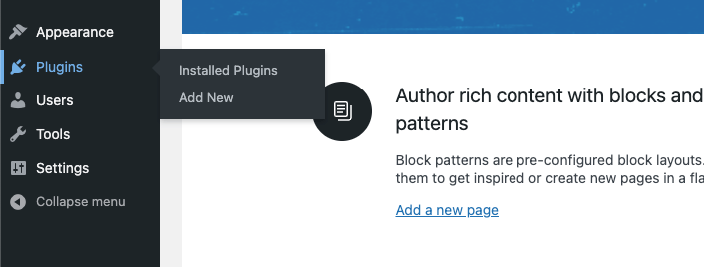 Appearance
Plugins
Installed Plugins
Add New
Users
Tools
Settings
Collapse menu
Author rich content with blocks and
patterns
Block patterns are pre-configured block layouts.
them to get inspired or create new pages in a fla
Add a new page